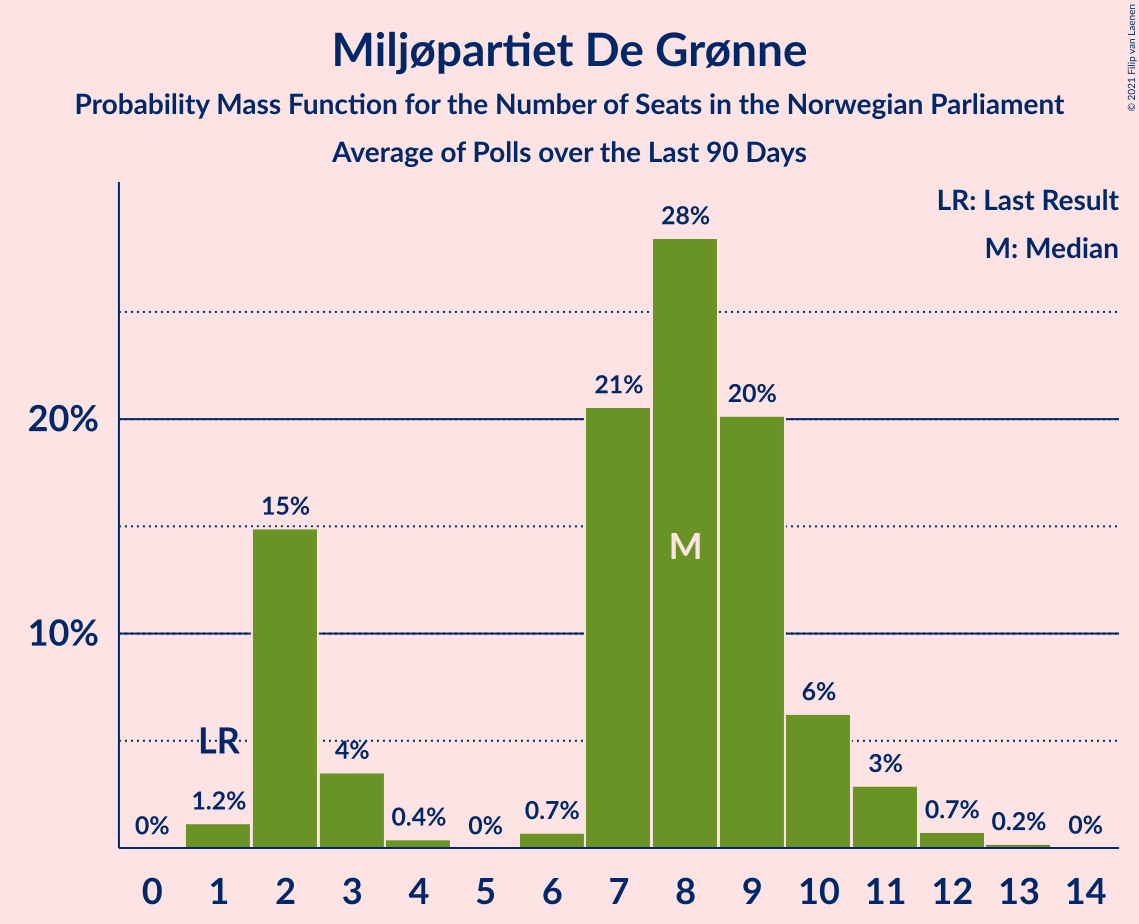 Miljøpartiet De Grønne
Probability Mass Function for the Number of Seats in the Norwegian Parliament
Average of Polls over the Last 90 Days
© 2021 Filip van Laenen
LR: Last Result
M: Median
28%
21%
20%
20%
15%
M
10%
6%
LR
4%
3%
1.2%
0%
0.4%
0%
0.7%
0.7%
0.2%
0%
0 1 2 3 4 5 6 7 8 9 10 11 12 13 14